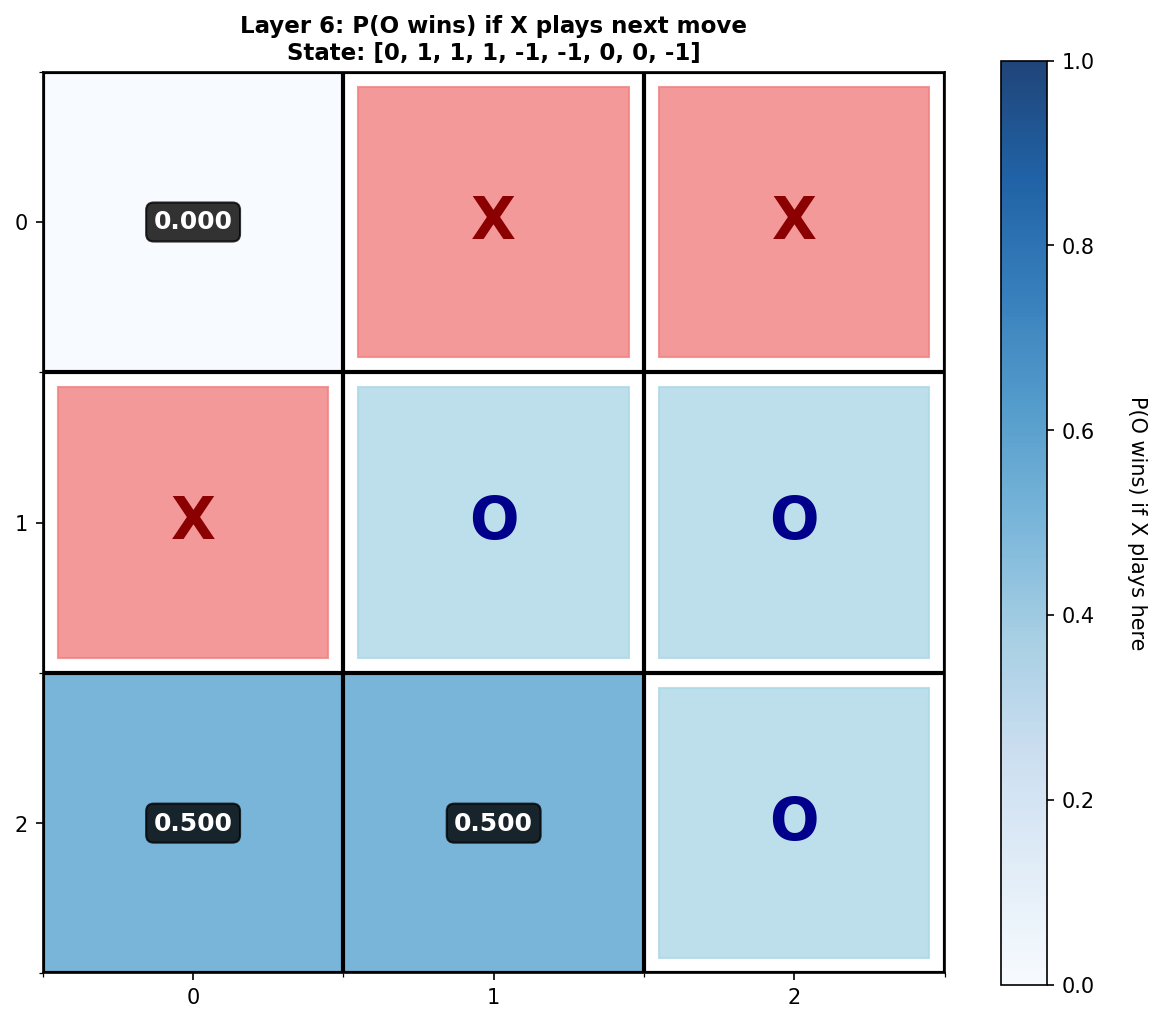 Layer 6: P(O wins) if X plays next move
State: [0, 1, 1, 1, -1, -1, 0, 0, -1]
0
0.000
X
X
1
X
O
O
2
0.500
0.500
O
0
1
2
1.0
0.8
0.6
0.4
0.2
0.0
P(O wins) if X plays here